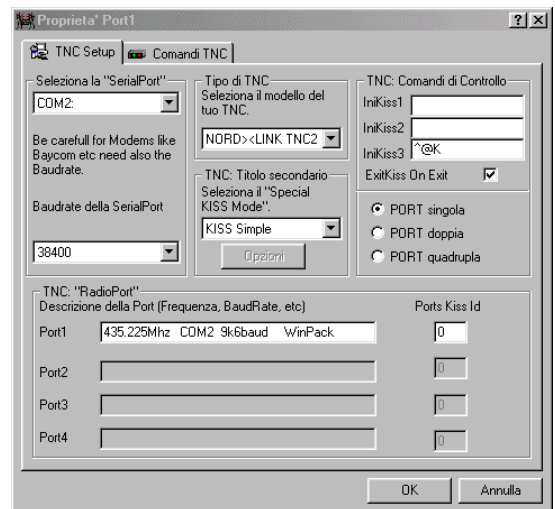 Proprieta' Port1
TNC Setup
Comandi TNC
Seleziona la "SerialPort"
COM2:
Be carefull for Modems like
Baycom etc need also the
Baudrate.
Baudrate della SerialPort
38400
Tipo di TNC
Seleziona il modello del
tuo TNC.
NORD><LINK TNC2
TNC: Titolo secondario
Seleziona il "Special
KISS Mode".
KISS Simple
Opzioni
TNC: Comandi di Controllo
IniKiss1
IniKiss2
IniKiss3 ^@K
ExitKiss On Exit
PORT singola
PORT doppia
PORT quadrupla
TNC: "RadioPort"
Descrizione della Port (Frequenza, BaudRate, etc) Ports Kiss Id
Port1 435.225Mhz COM2 9k6baud WinPack 0
Port2 0
Port3 0
Port4 0
OK Annulla